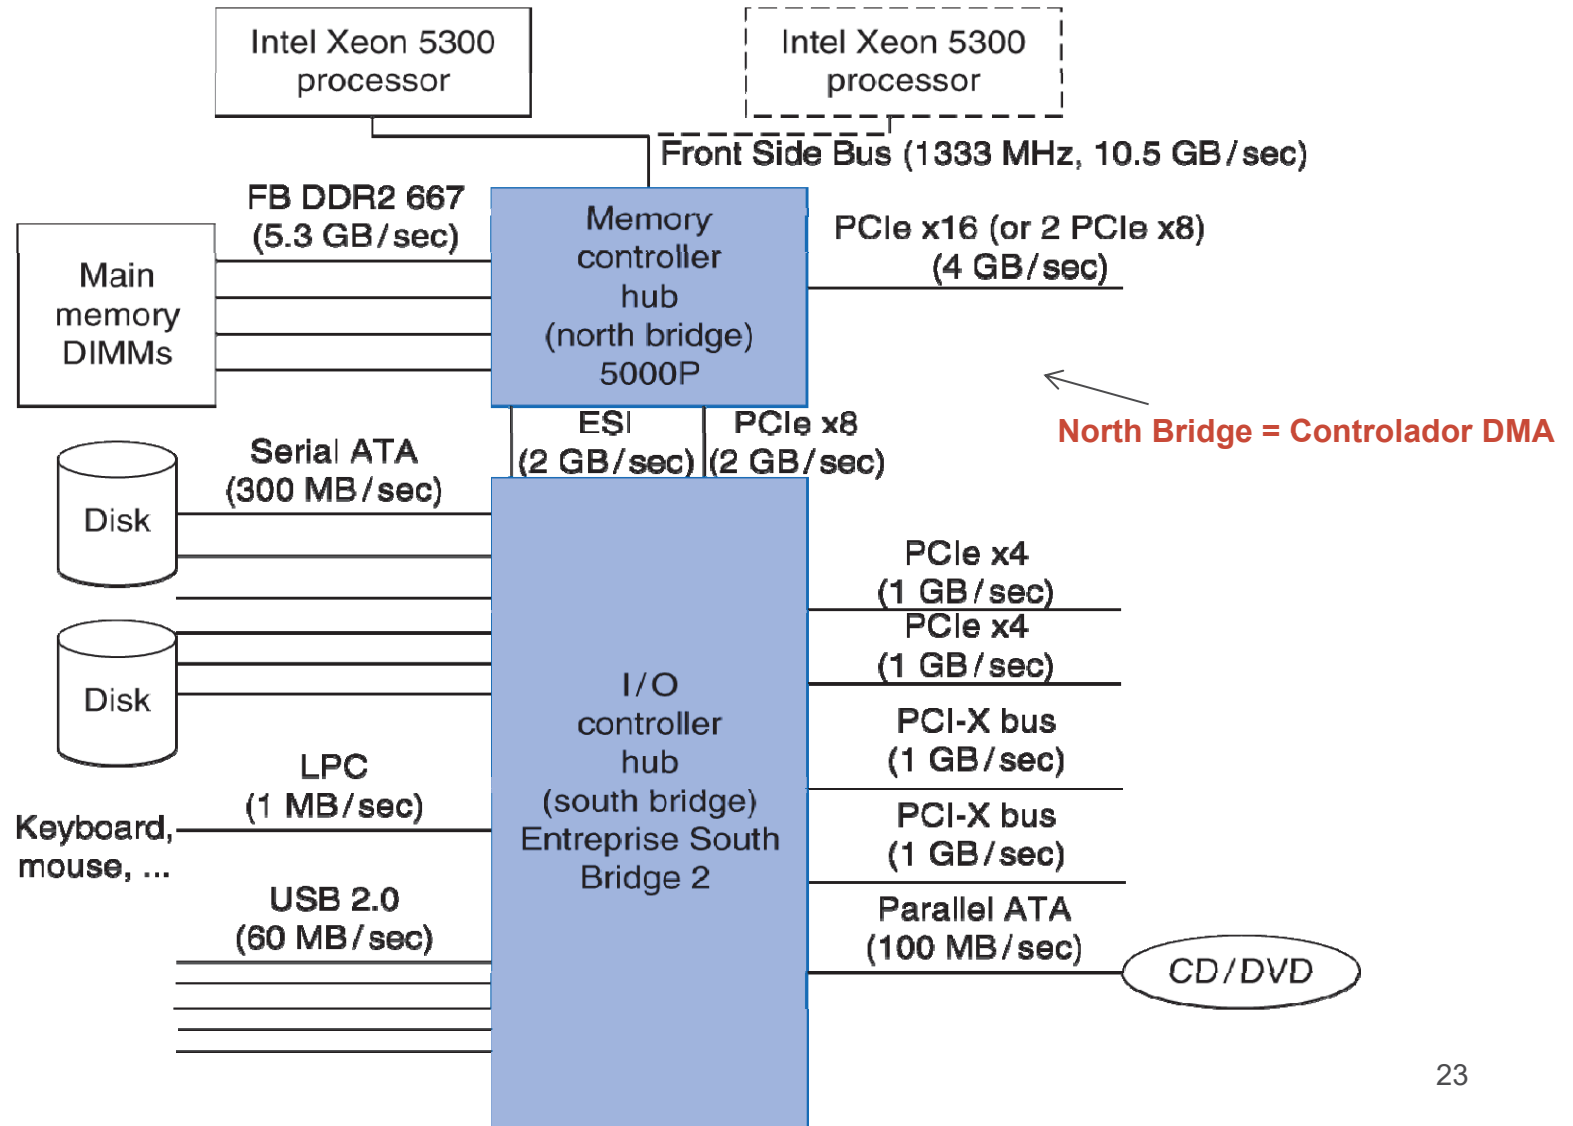 Intel Xeon 5300
processor
Intel Xeon 5300
processor
Front Side Bus (1333 MHz, 10.5 GB/sec)
FB DDR2 667
(5.3 GB/sec)
Main
memory
DIMMs
Memory
controller
hub
(north bridge)
5000P
PCIe x16 (or 2 PCIe x8)
(4 GB/sec)
North Bridge = Controlador DMA
ESI
(2 GB/sec)
PCIe x8
(2 GB/sec)
Serial ATA
(300 MB/sec)
Disk
Disk
LPC
(1 MB/sec)
Keyboard,
mouse, ...
USB 2.0
(60 MB/sec)
I/O
controller
hub
(south bridge)
Entreprise South
Bridge 2
PCIe x4
(1 GB/sec)
PCIe x4
(1 GB/sec)
PCI-X bus
(1 GB/sec)
PCI-X bus
(1 GB/sec)
Parallel ATA
(100 MB/sec)
CD/DVD
23